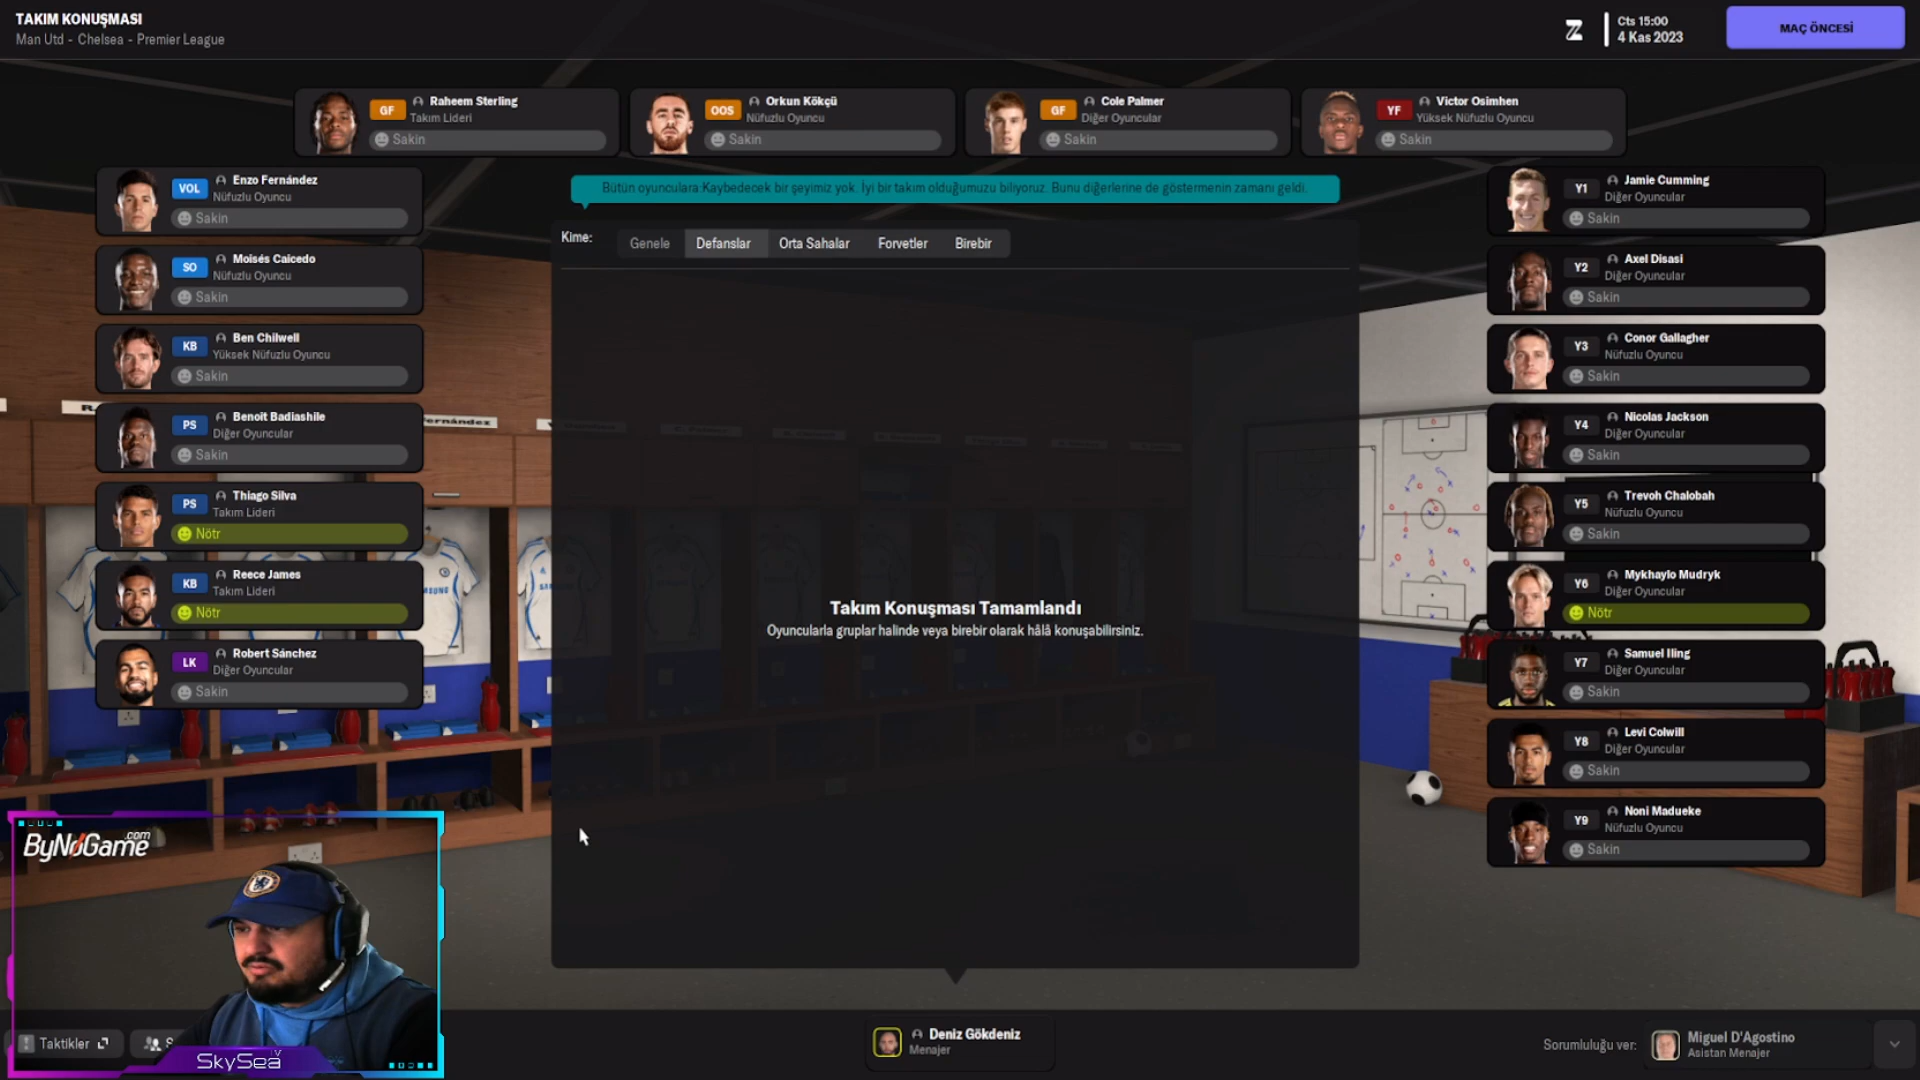 TAKIM KONUŞMASI
Man Utd - Chelsea - Premier League
Cts 15:00
4 Kas 2023
MAÇ ÖNCESİ
GF
Raheem Sterling
Takım Lideri
Sakin
OOS
Orkun Kökçü
Nüfuzlu Oyuncu
Sakin
GF
Cole Palmer
Diğer Oyuncular
Sakin
YF
Victor Osimhen
Yüksek Nüfuzlu Oyuncu
Sakin
VOL
Enzo Fernández
Nüfuzlu Oyuncu
Sakin
SO
Moisés Caicedo
Nüfuzlu Oyuncu
Sakin
KB
Ben Chilwell
Yüksek Nüfuzlu Oyuncu
Sakin
PS
Benoît Badiashile
Diğer Oyuncular
Sakin
PS
Thiago Silva
Takım Lideri
Nötr
KB
Reece James
Takım Lideri
Nötr
LK
Robert Sánchez
Diğer Oyuncular
Sakin
Bütün oyunculara:Kaybedecek bir şeyimiz yok. İyi bir takım olduğumuzu biliyoruz. Bunu diğerlerine de göstermenin zamanı geldi.
Kime:
Genele
Defanslar
Orta Sahalar
Forvetler
Birebir
Takım Konuşması Tamamlandı
Oyuncularla gruplar halinde veya birebir olarak hâlâ konuşabilirsiniz.
Y1
Jamie Cumming
Diğer Oyuncular
Sakin
Y2
Axel Disasi
Diğer Oyuncular
Sakin
Y3
Conor Gallagher
Nüfuzlu Oyuncu
Sakin
Y4
Nicolas Jackson
Diğer Oyuncular
Sakin
Y5
Trevoh Chalobah
Nüfuzlu Oyuncu
Sakin
Y6
Mykhaylo Mudryk
Diğer Oyuncular
Nötr
Y7
Samuel Iling
Diğer Oyuncular
Sakin
Y8
Levi Colwill
Diğer Oyuncular
Sakin
Y9
Noni Madueke
Nüfuzlu Oyuncu
Sakin
ByNoGame.com
SkySea TV
Taktikler
Deniz Gökdeniz
Menajer
Sorumluluğu ver:
Miguel D'Agostino
Asistan Menajer